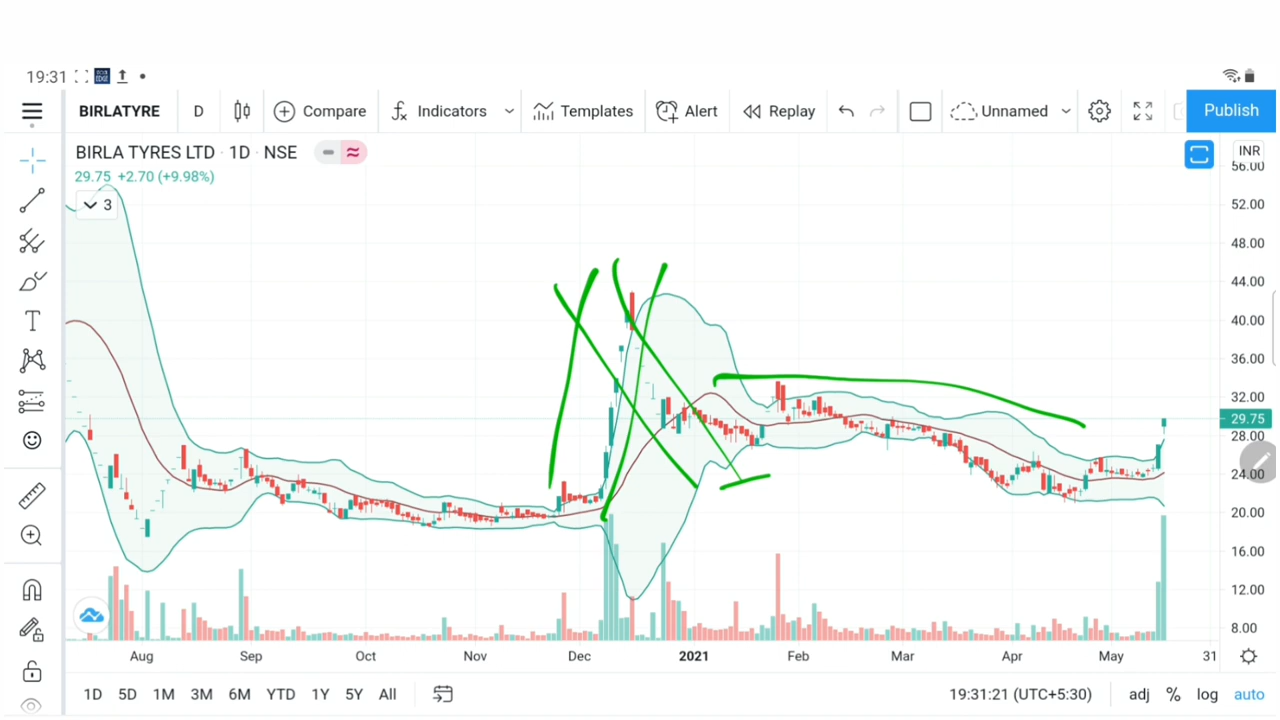 19:31
BIRLATYRE D Compare Indicators Templates Alert Replay Unnamed Publish
BIRLA TYRES LTD · 1D · NSE
INR
29.75 +2.70 (+9.98%)
3
56.00
52.00
48.00
44.00
40.00
36.00
32.00
29.75
28.00
24.00
20.00
16.00
12.00
8.00
Aug Sep Oct Nov Dec 2021 Feb Mar Apr May 31
1D 5D 1M 3M 6M YTD 1Y 5Y All 19:31:21 (UTC+5:30) adj % log auto